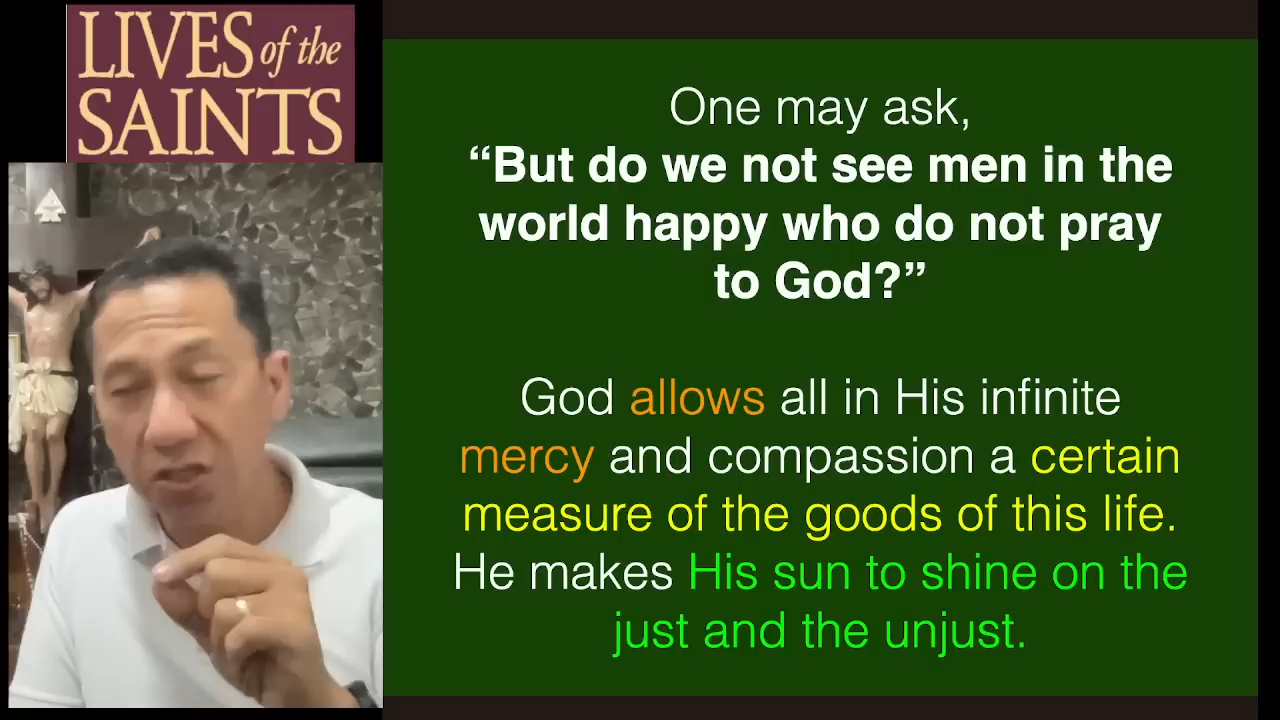 LIVES of the
SAINTS
One may ask,
“But do we not see men in the
world happy who do not pray
to God?”
God allows all in His infinite
mercy and compassion a certain
measure of the goods of this life.
He makes His sun to shine on the
just and the unjust.